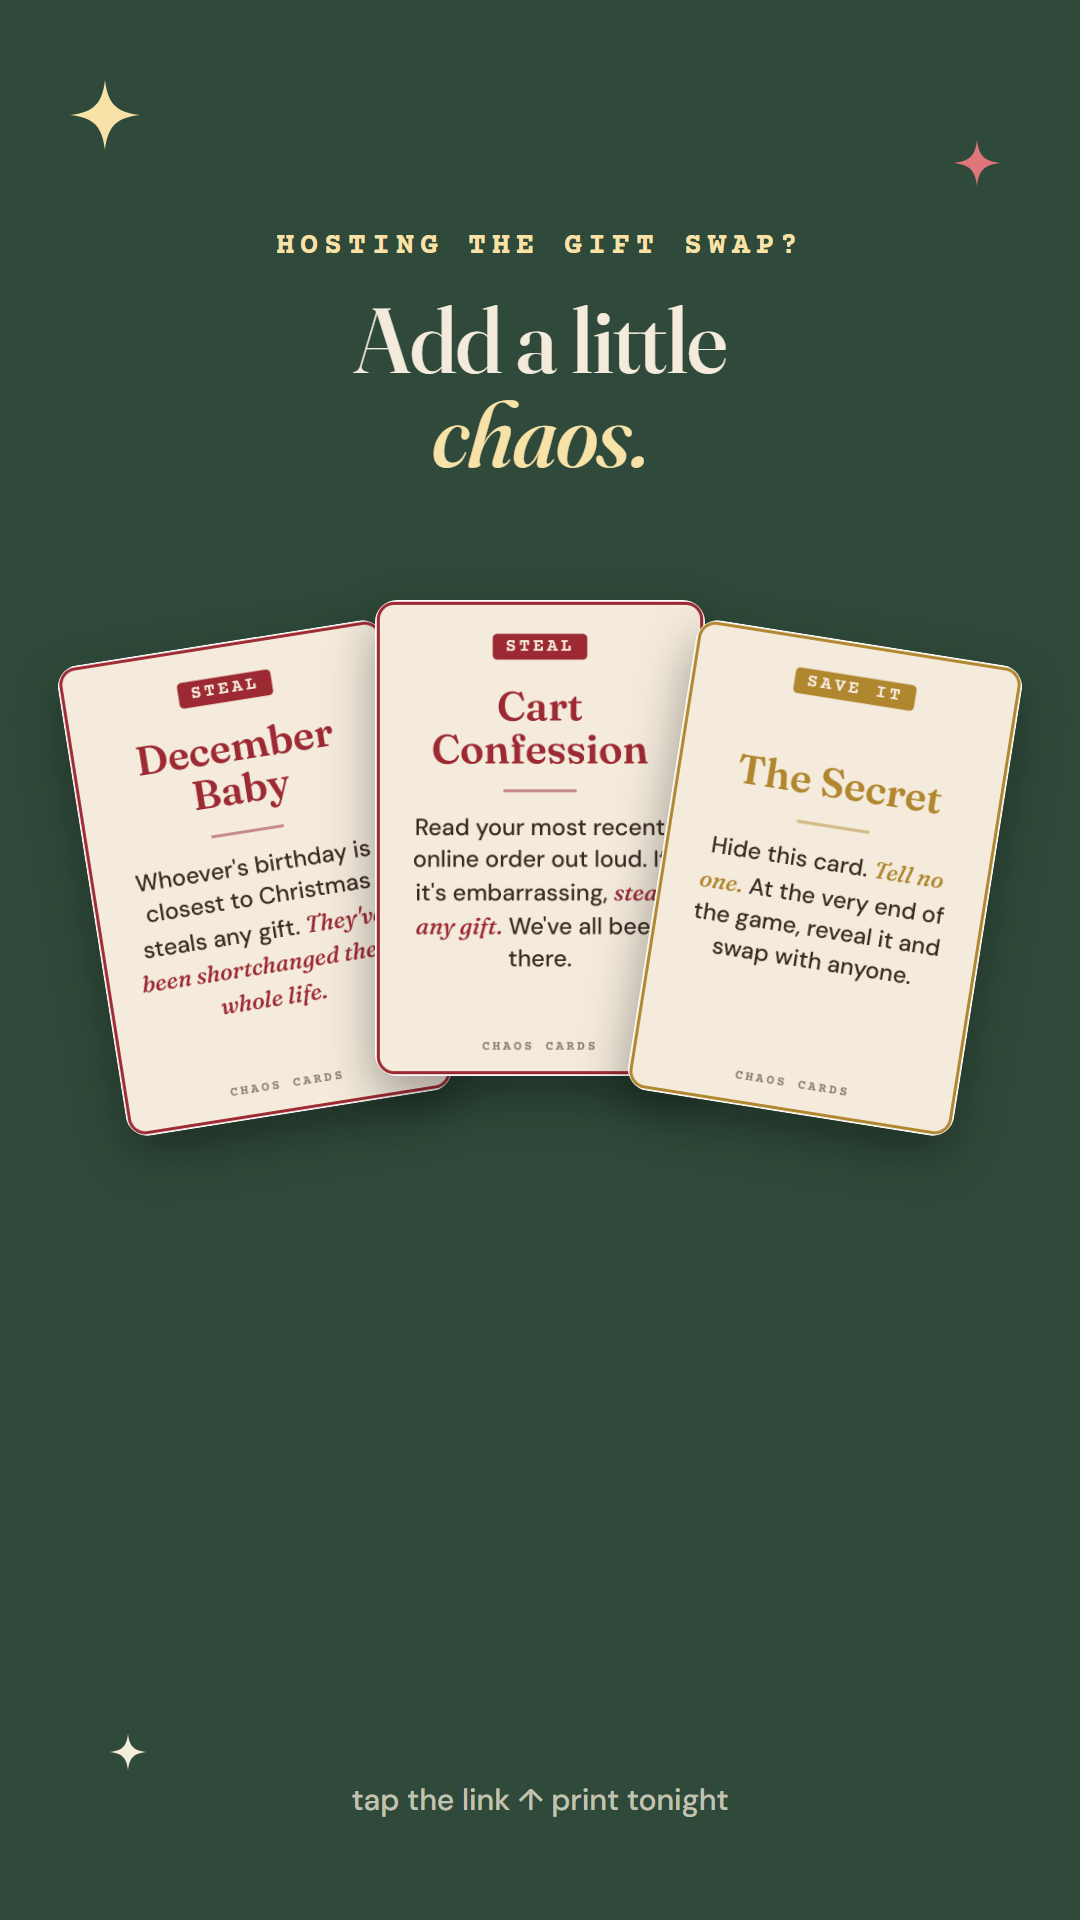 HOSTING THE GIFT SWAP?
Add a little
chaos.
STEAL
December
Baby
Whoever's birthday is
closest to Christmas
steals any gift.
been shortchanged
whole life.
CHAOS CARDS
STEAL
Cart
Confession
Read your most recent
online order out loud.
it's embarrassing,
any gift. We've all
there.
CHAOS CARDS
SAVE IT
The Secret
Hide this card. Tell no
one. At the very end of
the game, reveal it and
swap with anyone.
CHAOS CARDS
tap the link ↑ print tonight